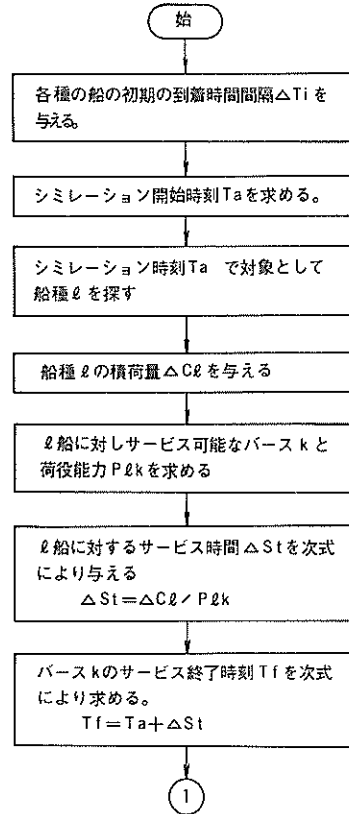 始
各種の船の初期の到着時間間隔△Tiを
与える。
シミレーション開始時刻Taを求める。
シミレーション時刻Ta で対象として
船種ℓを探す
船種ℓの積荷量△Cℓを与える
ℓ船に対しサービス可能なバースkと
荷役能力Pℓkを求める
ℓ船に対するサービス時間△Stを次式
により与える
△St=△Cℓ/Pℓk
バースkのサービス終了時刻Tfを次式
により求める。
Tf=Ta+△St
1